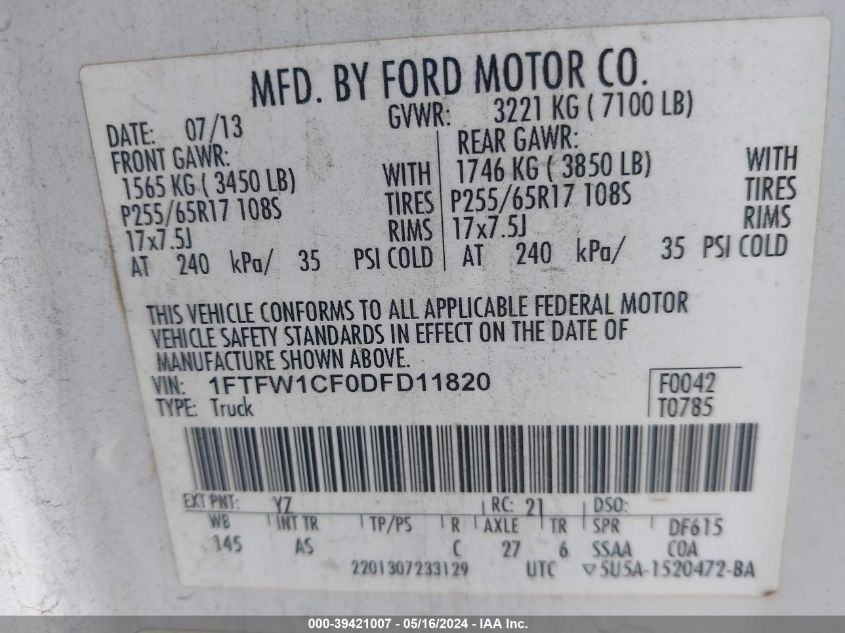 MFD. BY FORD MOTOR CO.
DATE: 07/13 GVWR: 3221 KG ( 7100 LB)
FRONT GAWR: REAR GAWR:
1565 KG ( 3450 LB) WITH 1746 KG ( 3850 LB) WITH
P255/65R17 108S TIRES P255/65R17 108S TIRES
17x7.5J RIMS 17x7.5J RIMS
AT 240 kPa/ 35 PSI COLD AT 240 kPa/ 35 PSI COLD
THIS VEHICLE CONFORMS TO ALL APPLICABLE FEDERAL MOTOR
VEHICLE SAFETY STANDARDS IN EFFECT ON THE DATE OF
MANUFACTURE SHOWN ABOVE.
VIN: 1FTFW1CF0DFD11820 F0042
TYPE: Truck T0785
EXT PNT: YZ RC: 21 DSO:
WB INT TR TP/PS R AXLE TR SPR DF615
145 AS C 27 6 SSAA COA
2201307233129 UTC ▽5U5A-1520472-BA
000-39421007 - 05/16/2024 - IAA Inc.